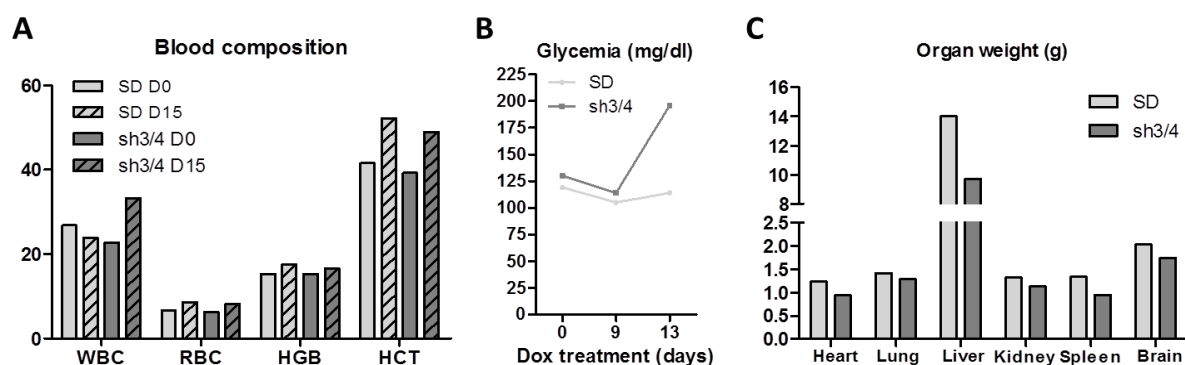 A
Blood composition
SD D0
SD D15
sh3/4 D0
sh3/4 D15
60
40
20
0
WBC RBC HGB HCT
B
Glycemia (mg/dl)
SD
sh3/4
225
200
175
150
125
100
75
50
25
0
0 9 13
Dox treatment (days)
C
Organ weight (g)
SD
sh3/4
16
14
12
10
8
2.5
2.0
1.5
1.0
0.5
0.0
Heart Lung Liver Kidney Spleen Brain